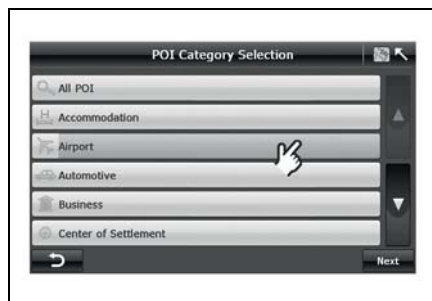 POI Category Selection
All POI
Accommodation
Airport
Automotive
Business
Center of Settlement
Next